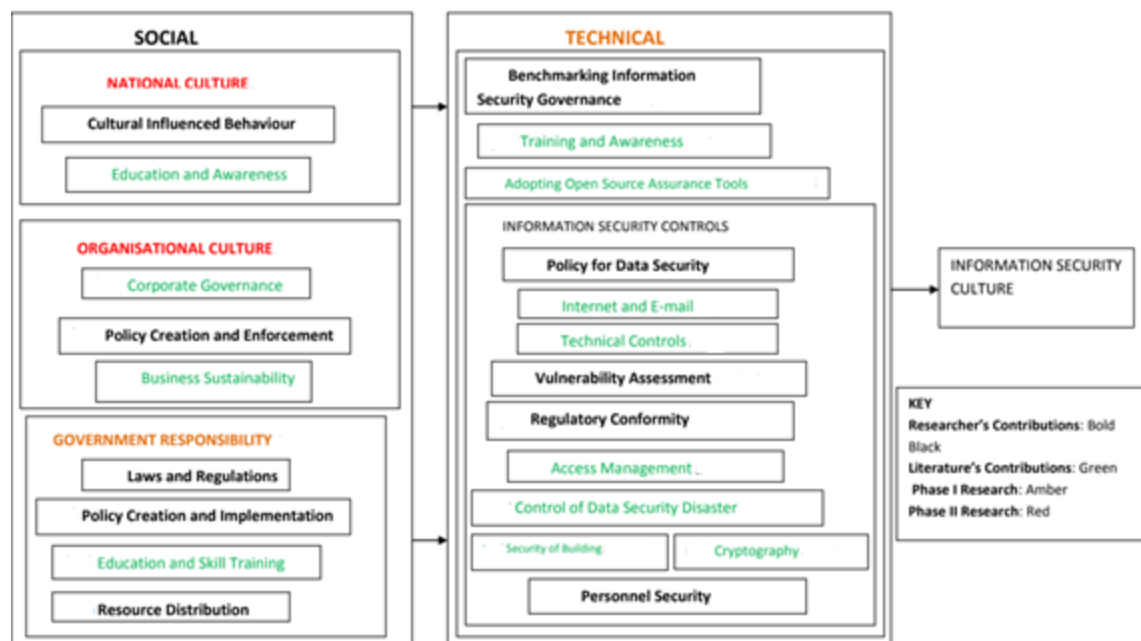 SOCIAL
NATIONAL CULTURE
Cultural Influenced Behaviour
Education and Awareness
ORGANISATIONAL CULTURE
Corporate Governance
Policy Creation and Enforcement
Business Sustainability
GOVERNMENT RESPONSIBILITY
Laws and Regulations
Policy Creation and Implementation
Education and Skill Training
Resource Distribution
TECHNICAL
Benchmarking Information
Security Governance
Training and Awareness
Adopting Open Source Assurance Tools
INFORMATION SECURITY CONTROLS
Policy for Data Security
Internet and E-mail
Technical Controls
Vulnerability Assessment
Regulatory Conformity
Access Management
Control of Data Security Disaster
Security of Building
Cryptography
Personnel Security
INFORMATION SECURITY
CULTURE
KEY
Researcher's Contributions: Bold
Black
Literature's Contributions: Green
Phase I Research: Amber
Phase II Research: Red